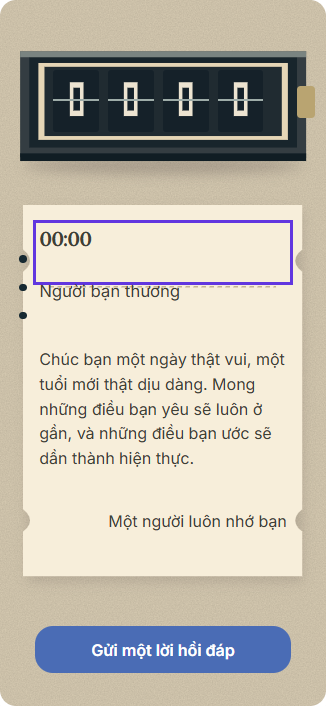 0 0 0 0
00:00
Người bạn thương
Chúc bạn một ngày thật vui, một
tuổi mới thật dịu dàng. Mong
những điều bạn yêu sẽ luôn ở
gần, và những điều bạn ước sẽ
dần thành hiện thực.
Một người luôn nhớ bạn
Gửi một lời hồi đáp